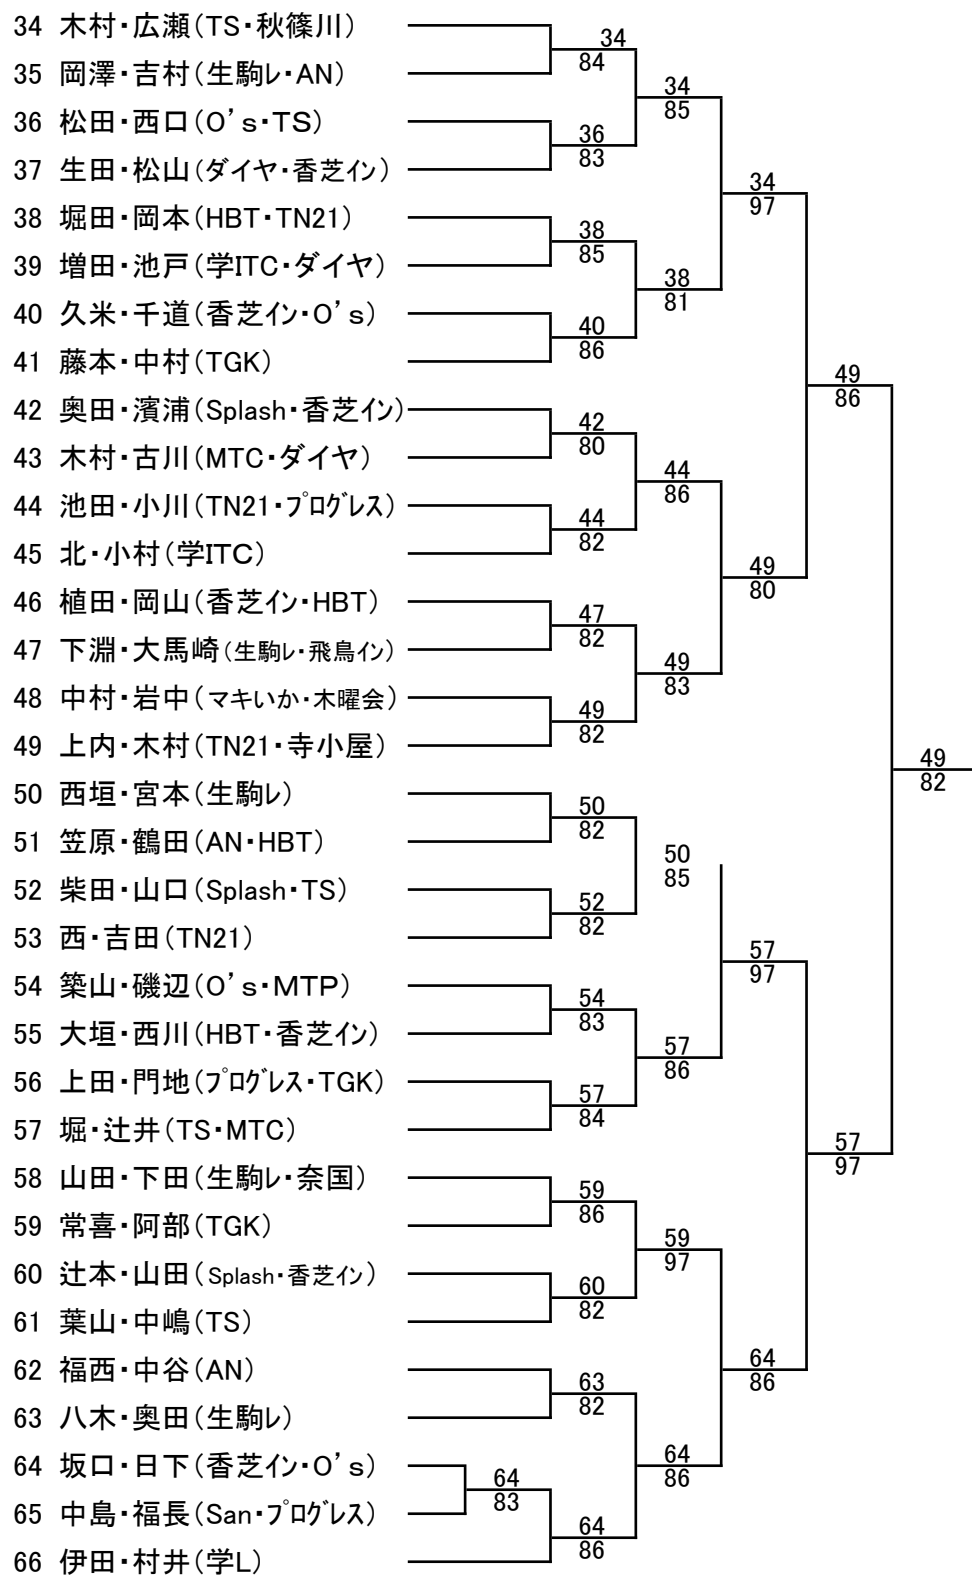 34 木村・広瀬(TS・秋篠川)
35 岡澤・吉村(生駒レ・AN)
36 松田・西口(O's・TS)
37 生田・松山(ダイヤ・香芝イン)
38 堀田・岡本(HBT・TN21)
39 増田・池戸(学ITC・ダイヤ)
40 久米・千道(香芝イン・O's)
41 藤本・中村(TGK)
42 奥田・濱浦(Splash・香芝イン)
43 木村・古川(MTC・ダイヤ)
44 池田・小川(TN21・プログレス)
45 北・小村(学ITC)
46 植田・岡山(香芝イン・HBT)
47 下淵・大馬崎(生駒レ・飛鳥イン)
48 中村・岩中(マキいか・木曜会)
49 上内・木村(TN21・寺小屋)
50 西垣・宮本(生駒レ)
51 笠原・鶴田(AN・HBT)
52 柴田・山口(Splash・TS)
53 西・吉田(TN21)
54 築山・磯辺(O's・MTP)
55 大垣・西川(HBT・香芝イン)
56 上田・門地(プログレス・TGK)
57 堀・辻井(TS・MTC)
58 山田・下田(生駒レ・奈国)
59 常喜・阿部(TGK)
60 辻本・山田(Splash・香芝イン)
61 葉山・中嶋(TS)
62 福西・中谷(AN)
63 八木・奥田(生駒レ)
64 坂口・日下(香芝イン・O's)
65 中島・福長(San・プログレス)
66 伊田・村井(学L)
64
83
34
84
36
83
38
85
40
86
42
80
44
82
47
82
49
82
50
82
52
82
54
83
57
84
59
86
60
82
63
82
64
86
34
85
38
81
44
86
49
83
50
85
57
86
59
97
64
86
34
97
49
80
57
97
64
86
49
86
57
97
49
82